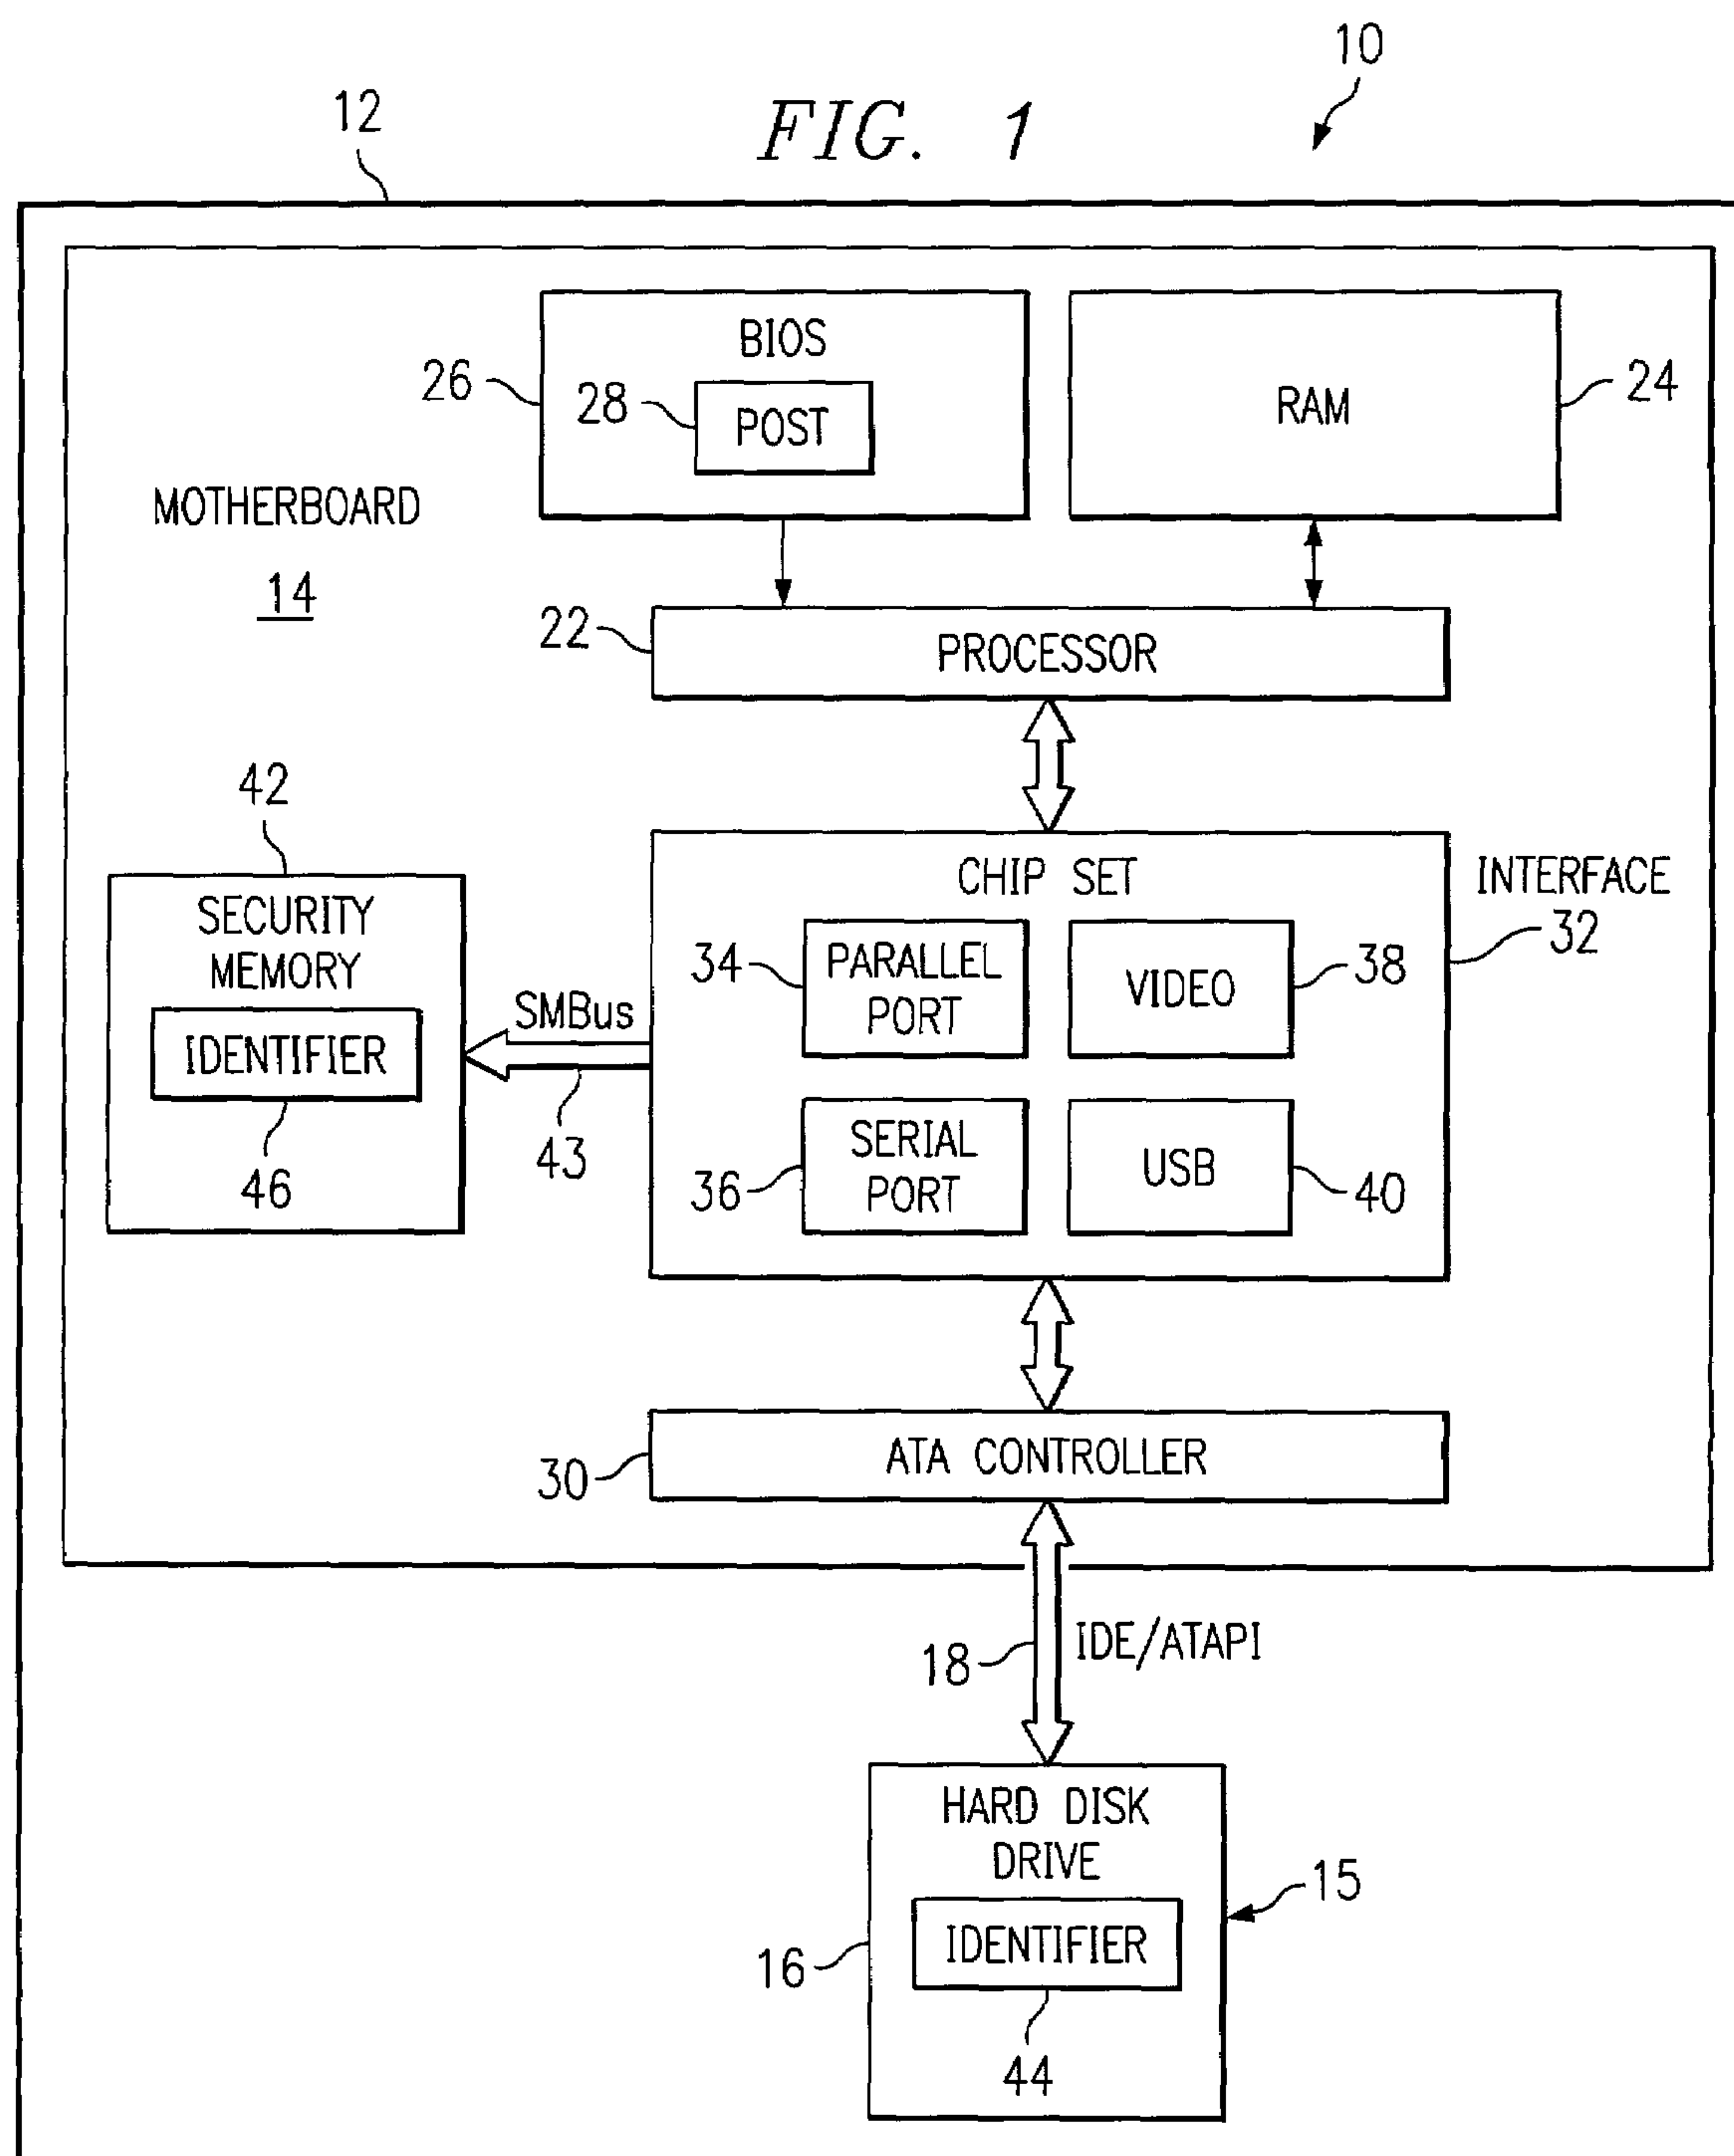 10
12
FIG. 1
BIOS
26
28
POST
RAM
24
MOTHERBOARD
14
22
PROCESSOR
42
SECURITY
MEMORY
IDENTIFIER
46
SMBus
43
CHIP SET
INTERFACE
32
34
PARALLEL
PORT
VIDEO
38
36
SERIAL
PORT
USB
40
30
ATA CONTROLLER
18
IDE/ATAPI
HARD DISK
DRIVE
15
16
IDENTIFIER
44